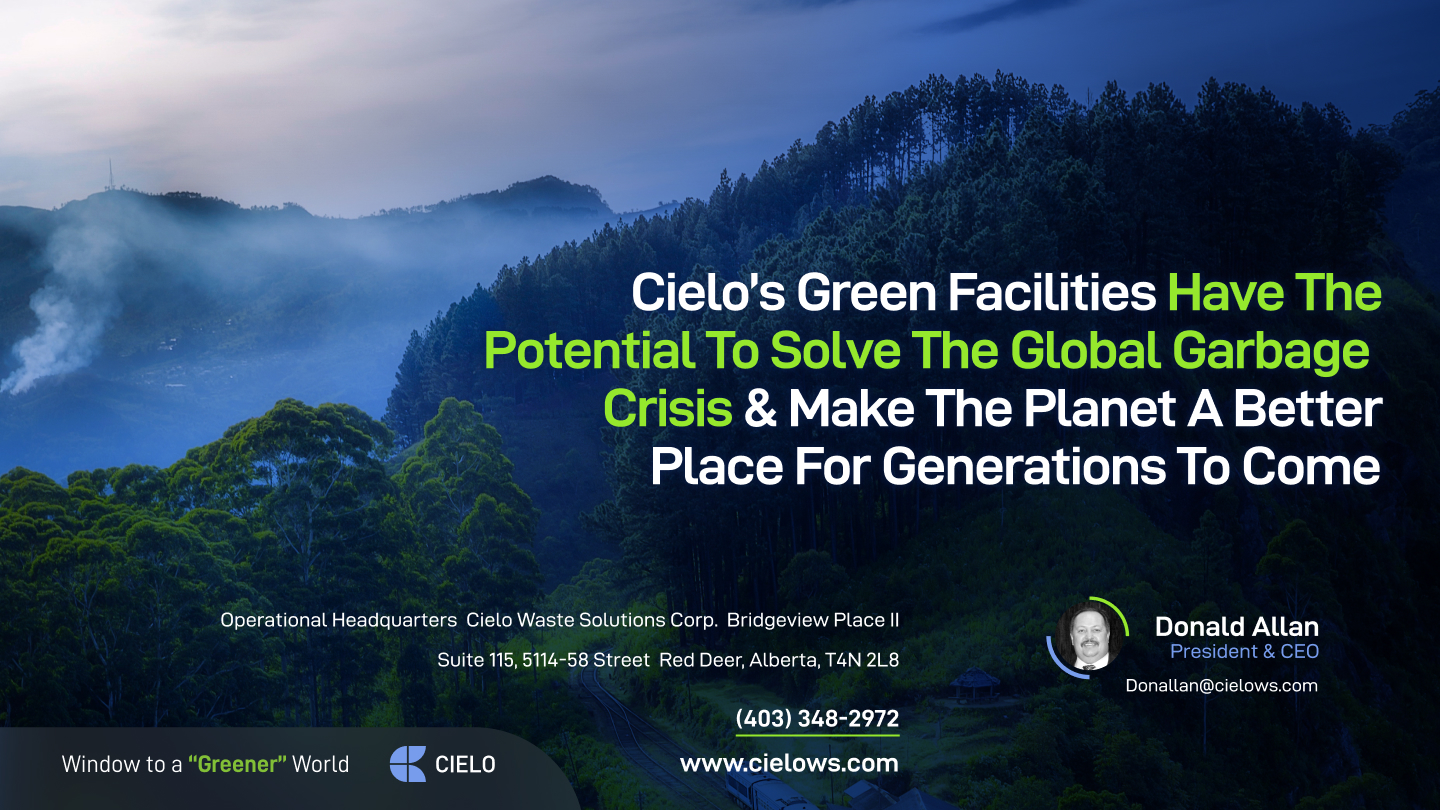 Cielo's Green Facilities Have The
Potential To Solve The Global Garbage
Crisis & Make The Planet A Better
Place For Generations To Come
Operational Headquarters Cielo Waste Solutions Corp. Bridgeview Place II
Suite 115, 5114-58 Street Red Deer, Alberta, T4N 2L8
(403) 348-2972
www.cielows.com
Donald Allan
President & CEO
Donallan@cielows.com
Window to a "Greener" World
CIELO